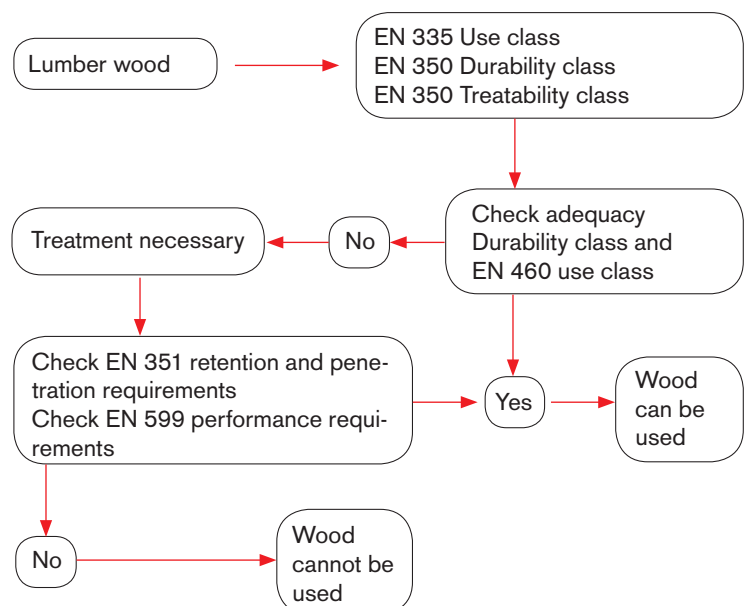 Lumber wood
EN 335 Use class
EN 350 Durability class
EN 350 Treatability class
Treatment necessary
No
Check adequacy
Durability class and
EN 460 use class
Check EN 351 retention and pene-
tration requirements
Check EN 599 performance requi-
rements
Yes
Wood
can be
used
No
Wood
cannot be
used